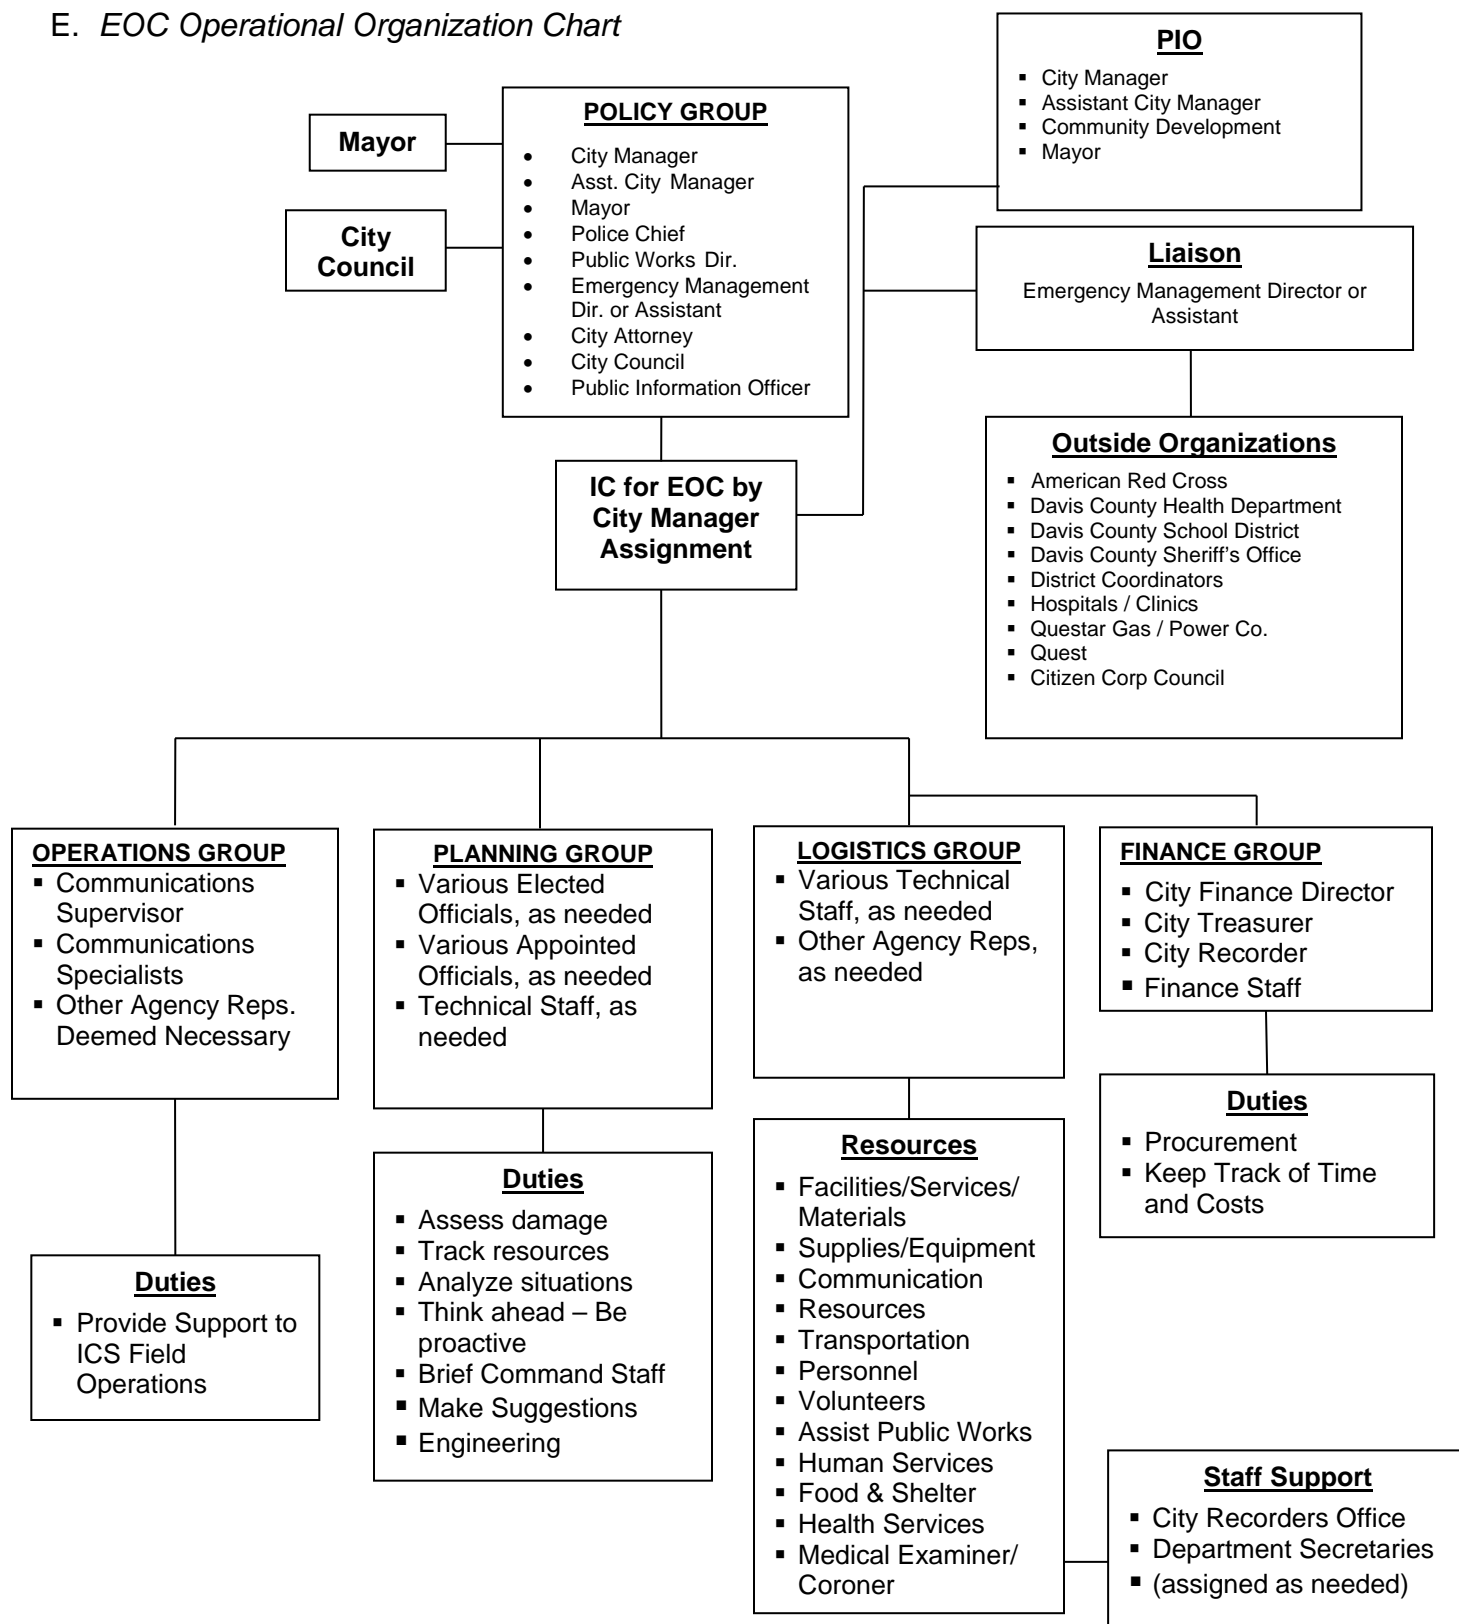 E. EOC Operational Organization Chart
PIO
▪ City Manager
▪ Assistant City Manager
▪ Community Development
▪ Mayor
Mayor
City
Council
POLICY GROUP
• City Manager
• Asst. City Manager
• Mayor
• Police Chief
• Public Works Dir.
• Emergency Management
Dir. or Assistant
• City Attorney
• City Council
• Public Information Officer
Liaison
Emergency Management Director or
Assistant
IC for EOC by
City Manager
Assignment
Outside Organizations
▪ American Red Cross
▪ Davis County Health Department
▪ Davis County School District
▪ Davis County Sheriff’s Office
▪ District Coordinators
▪ Hospitals / Clinics
▪ Questar Gas / Power Co.
▪ Quest
▪ Citizen Corp Council
OPERATIONS GROUP
▪ Communications
Supervisor
▪ Communications
Specialists
▪ Other Agency Reps.
Deemed Necessary
PLANNING GROUP
▪ Various Elected
Officials, as needed
▪ Various Appointed
Officials, as needed
▪ Technical Staff, as
needed
LOGISTICS GROUP
▪ Various Technical
Staff, as needed
▪ Other Agency Reps,
as needed
FINANCE GROUP
▪ City Finance Director
▪ City Treasurer
▪ City Recorder
▪ Finance Staff
Duties
▪ Provide Support to
ICS Field
Operations
Duties
▪ Assess damage
▪ Track resources
▪ Analyze situations
▪ Think ahead – Be
proactive
▪ Brief Command Staff
▪ Make Suggestions
▪ Engineering
Resources
▪ Facilities/Services/
Materials
▪ Supplies/Equipment
▪ Communication
▪ Resources
▪ Transportation
▪ Personnel
▪ Volunteers
▪ Assist Public Works
▪ Human Services
▪ Food & Shelter
▪ Health Services
▪ Medical Examiner/
Coroner
Duties
▪ Procurement
▪ Keep Track of Time
and Costs
Staff Support
▪ City Recorders Office
▪ Department Secretaries
▪ (assigned as needed)